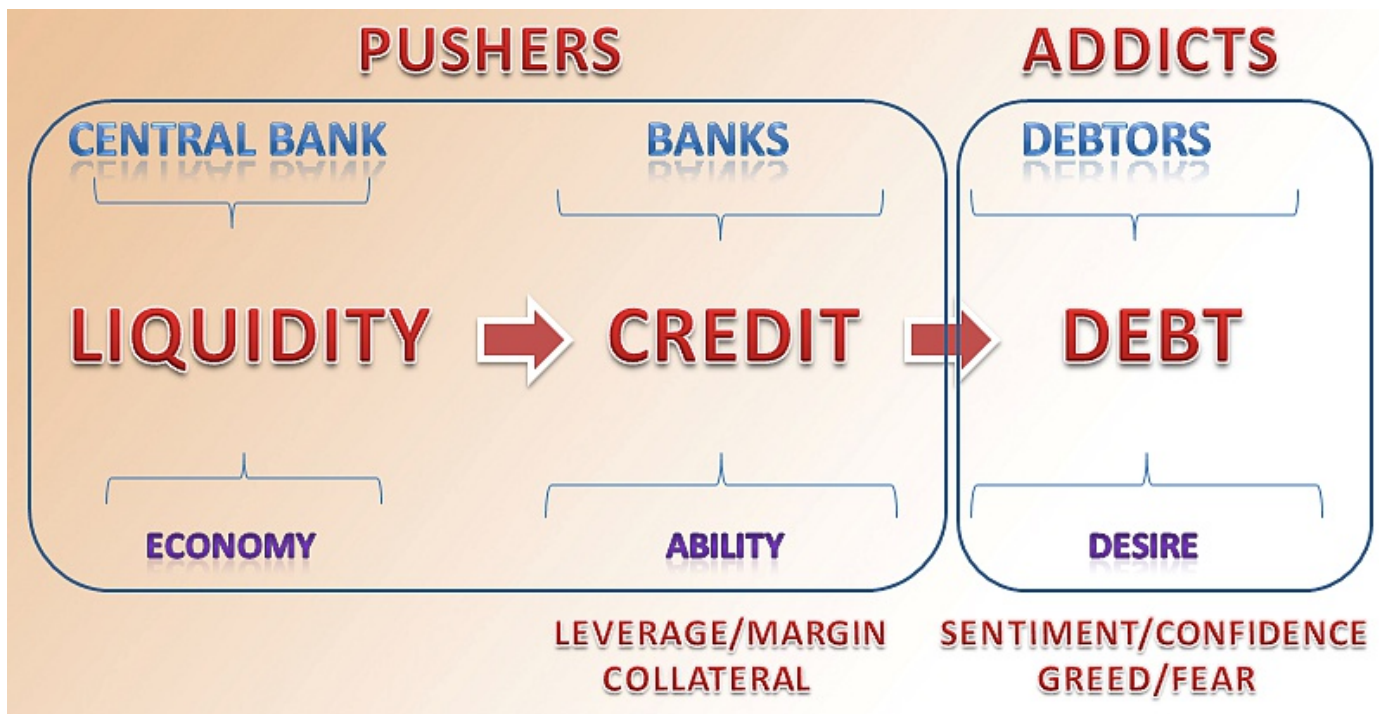 PUSHERS
ADDICTS
CENTRAL BANK
BANKS
DEBTORS
LIQUIDITY
CREDIT
DEBT
ECONOMY
ABILITY
DESIRE
LEVERAGE/MARGIN
COLLATERAL
SENTIMENT/CONFIDENCE
GREED/FEAR